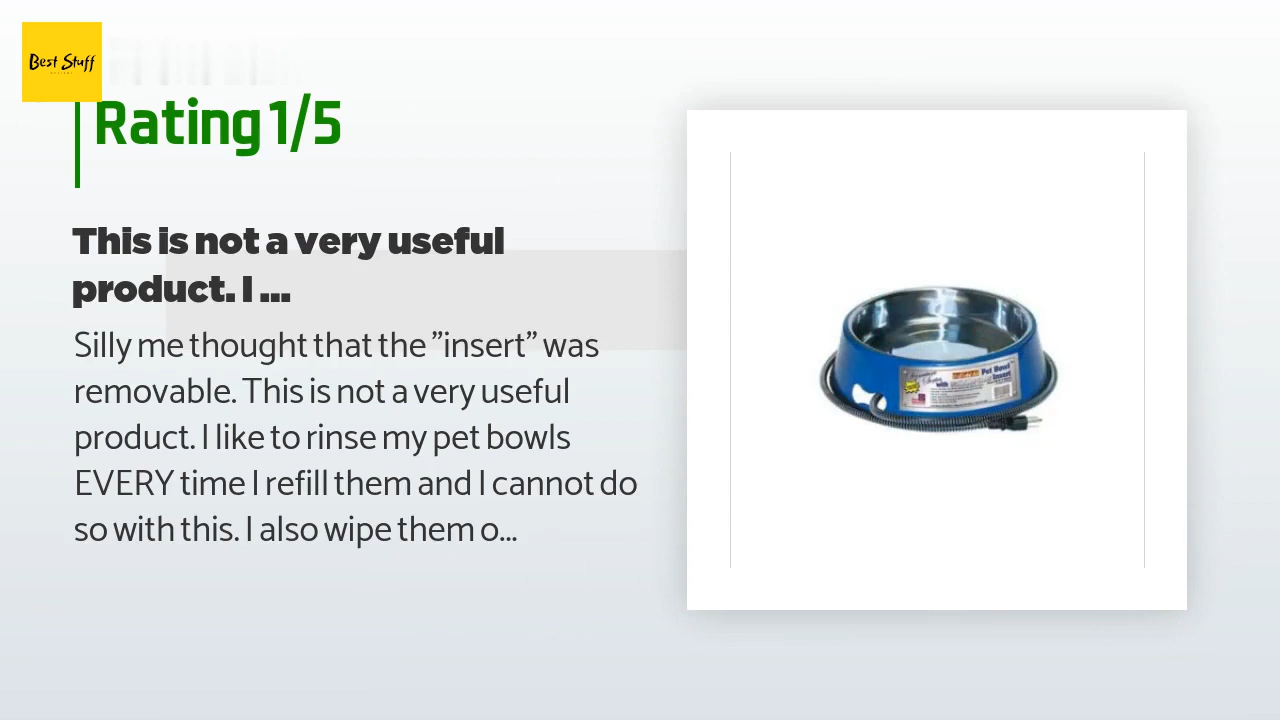 Best Stuff
Rating 1/5
This is not a very useful
product. I ...
Silly me thought that the ”insert” was
removable. This is not a very useful
product. I like to rinse my pet bowls
EVERY time I refill them and I cannot do
so with this. I also wipe them o...
with
Pet Bowl
Insert